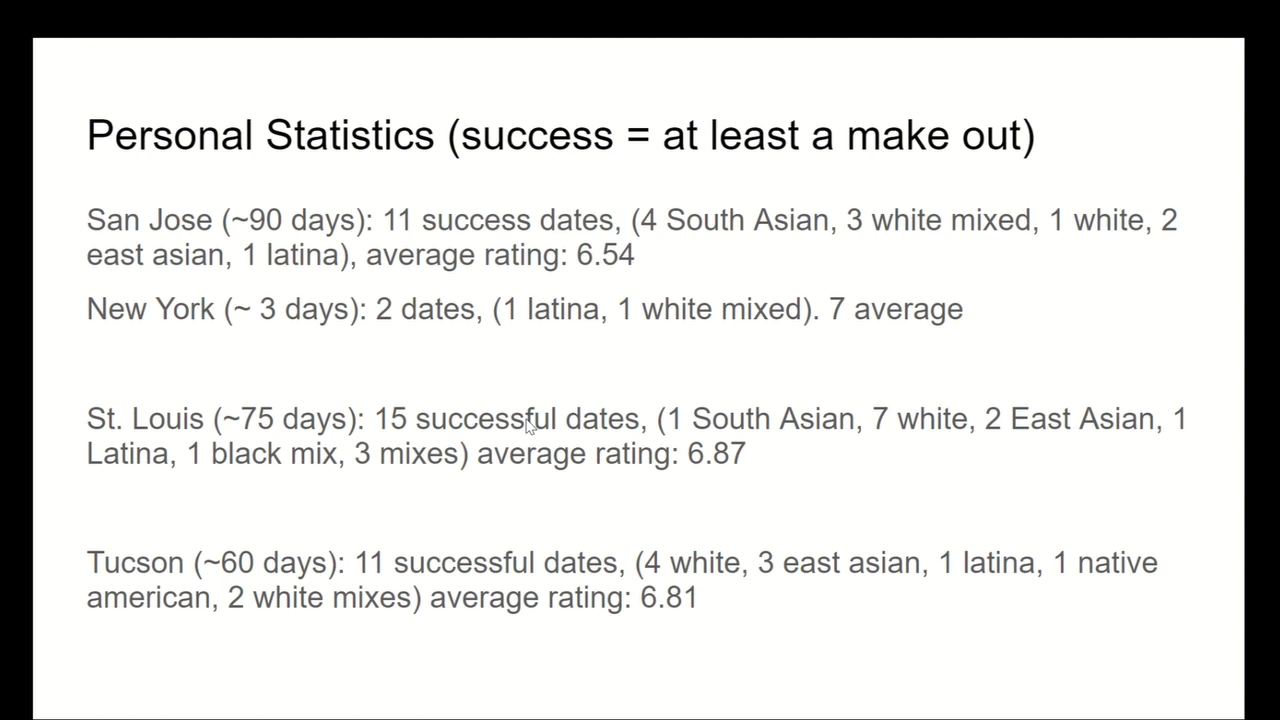 Personal Statistics (success = at least a make out)
San Jose (~90 days): 11 success dates, (4 South Asian, 3 white mixed, 1 white, 2
east asian, 1 latina), average rating: 6.54
New York (~ 3 days): 2 dates, (1 latina, 1 white mixed). 7 average
St. Louis (~75 days): 15 successful dates, (1 South Asian, 7 white, 2 East Asian, 1
Latina, 1 black mix, 3 mixes) average rating: 6.87
Tucson (~60 days): 11 successful dates, (4 white, 3 east asian, 1 latina, 1 native
american, 2 white mixes) average rating: 6.81